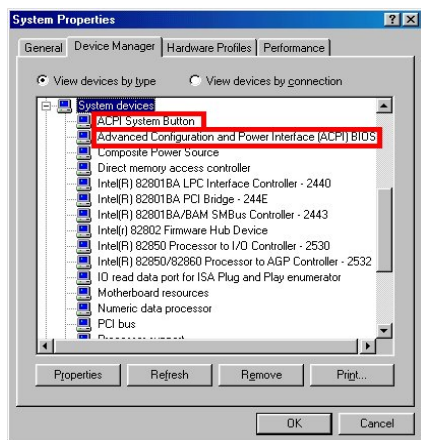 System Properties
General Device Manager Hardware Profiles Performance
View devices by type View devices by connection
System devices
ACPI System Button
Advanced Configuration and Power Interface (ACPI) BIOS
Composite Power Source
Direct memory access controller
Intel(R) 82801BA LPC Interface Controller - 2440
Intel(R) 82801BA PCI Bridge - 244E
Intel(R) 82801BA/BAM SMBus Controller - 2443
Intel(r) 82802 Firmware Hub Device
Intel(R) 82850 Processor to I/O Controller - 2530
Intel(R) 82850/82860 Processor to AGP Controller - 2532
IO read data port for ISA Plug and Play enumerator
Motherboard resources
Numeric data processor
PCI bus
Properties Refresh Remove Print...
OK Cancel